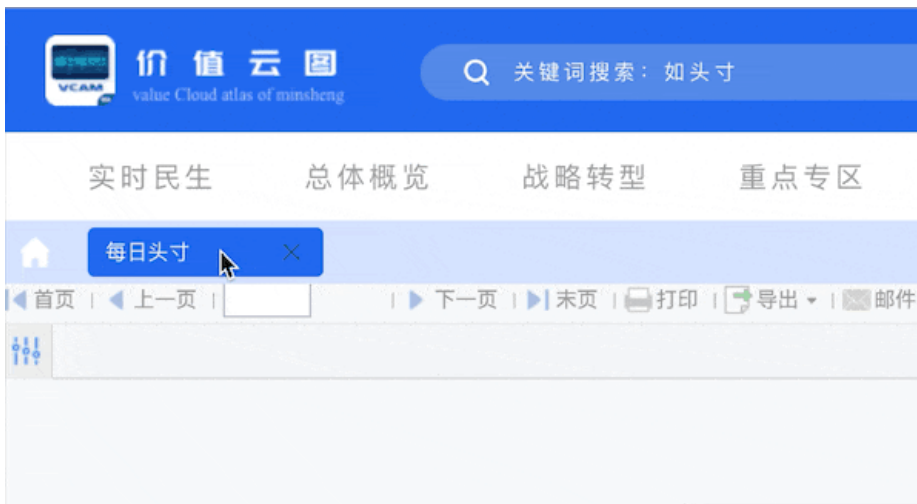 价值云图
VCAM
value Cloud atlas of minsheng
关键词搜索：如头寸
实时民生 总体概览 战略转型 重点专区
每日头寸
首页 上一页 下一页 末页 打印 导出 邮件